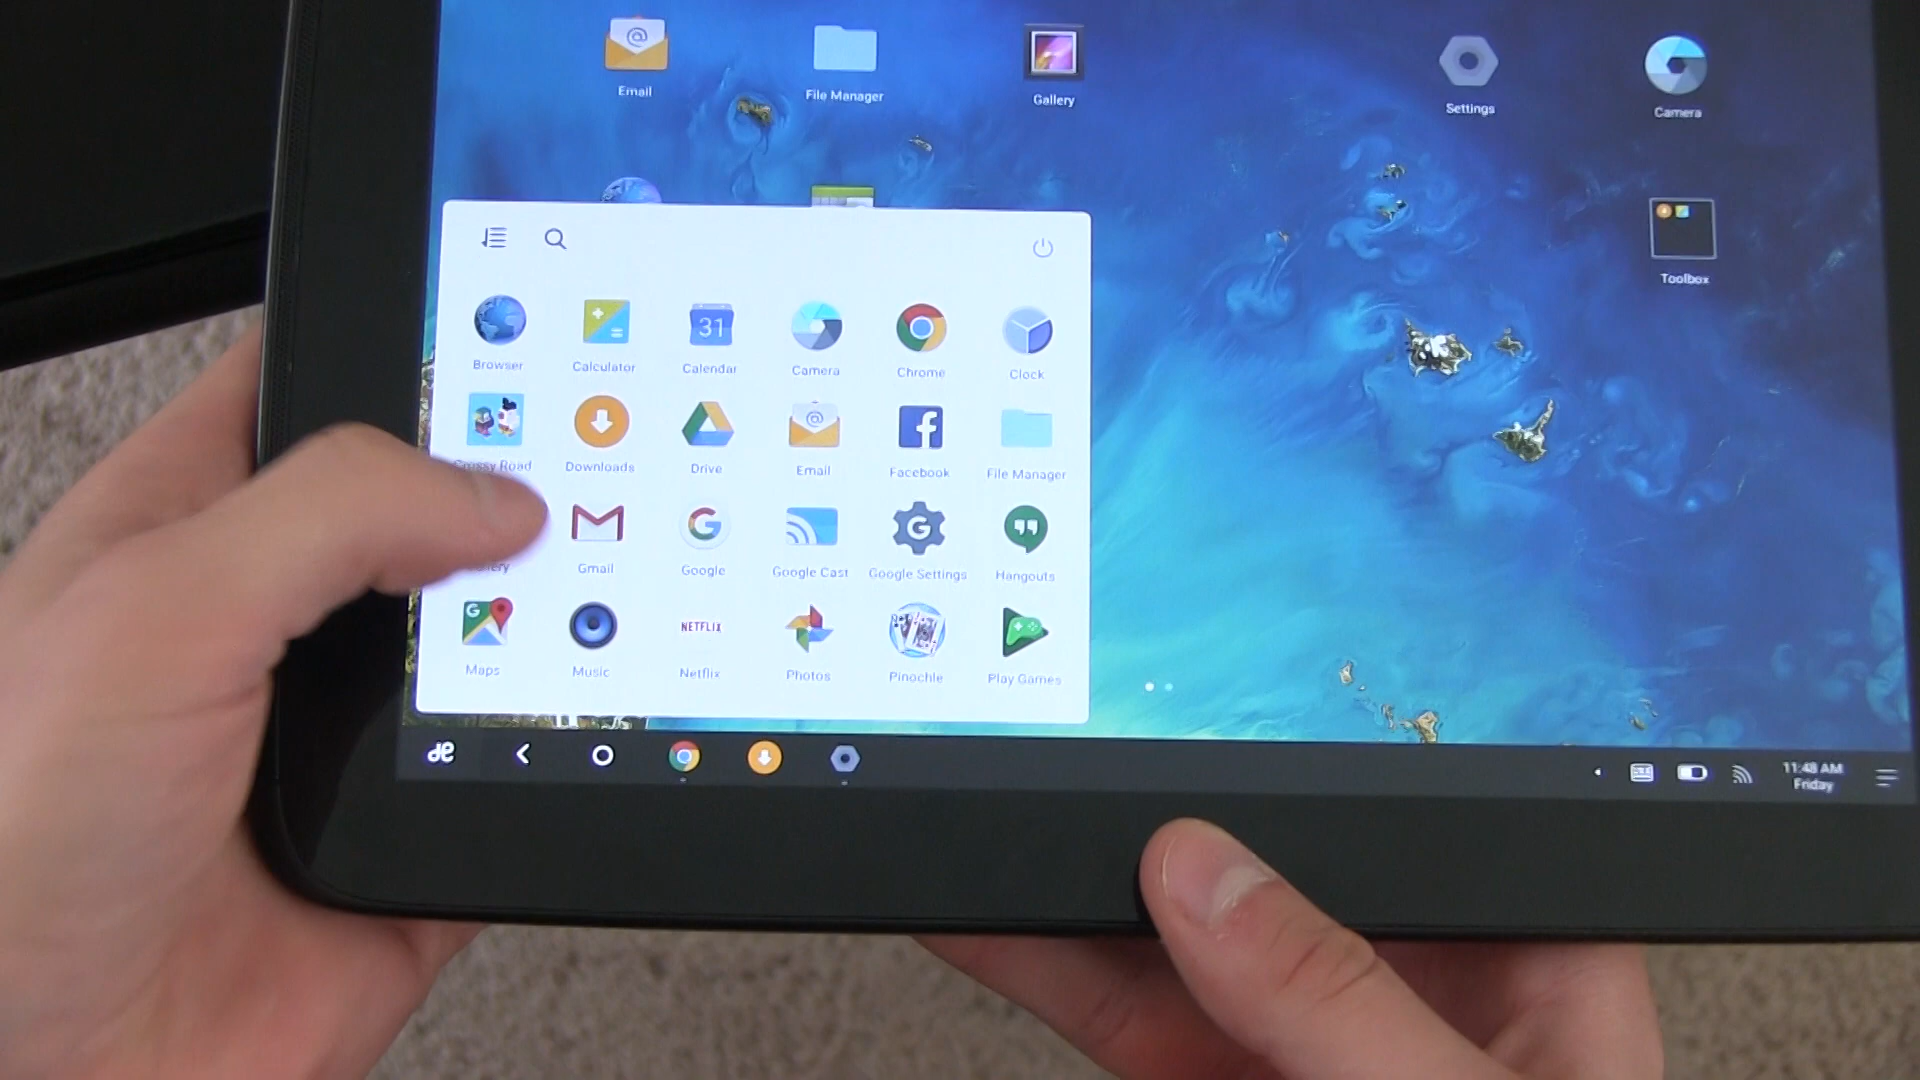 Email
File Manager
Gallery
Settings
Camera
Toolbox
Browser
Calculator
31
Calendar
Camera
Chrome
Clock
Crossy Road
Downloads
Drive
Email
Facebook
File Manager
Gmail
Google
Google Cast
Google Settings
Hangouts
G
Maps
Music
NETFLIX
Netflix
Photos
Pinochle
Play Games
11:48 AM
Friday